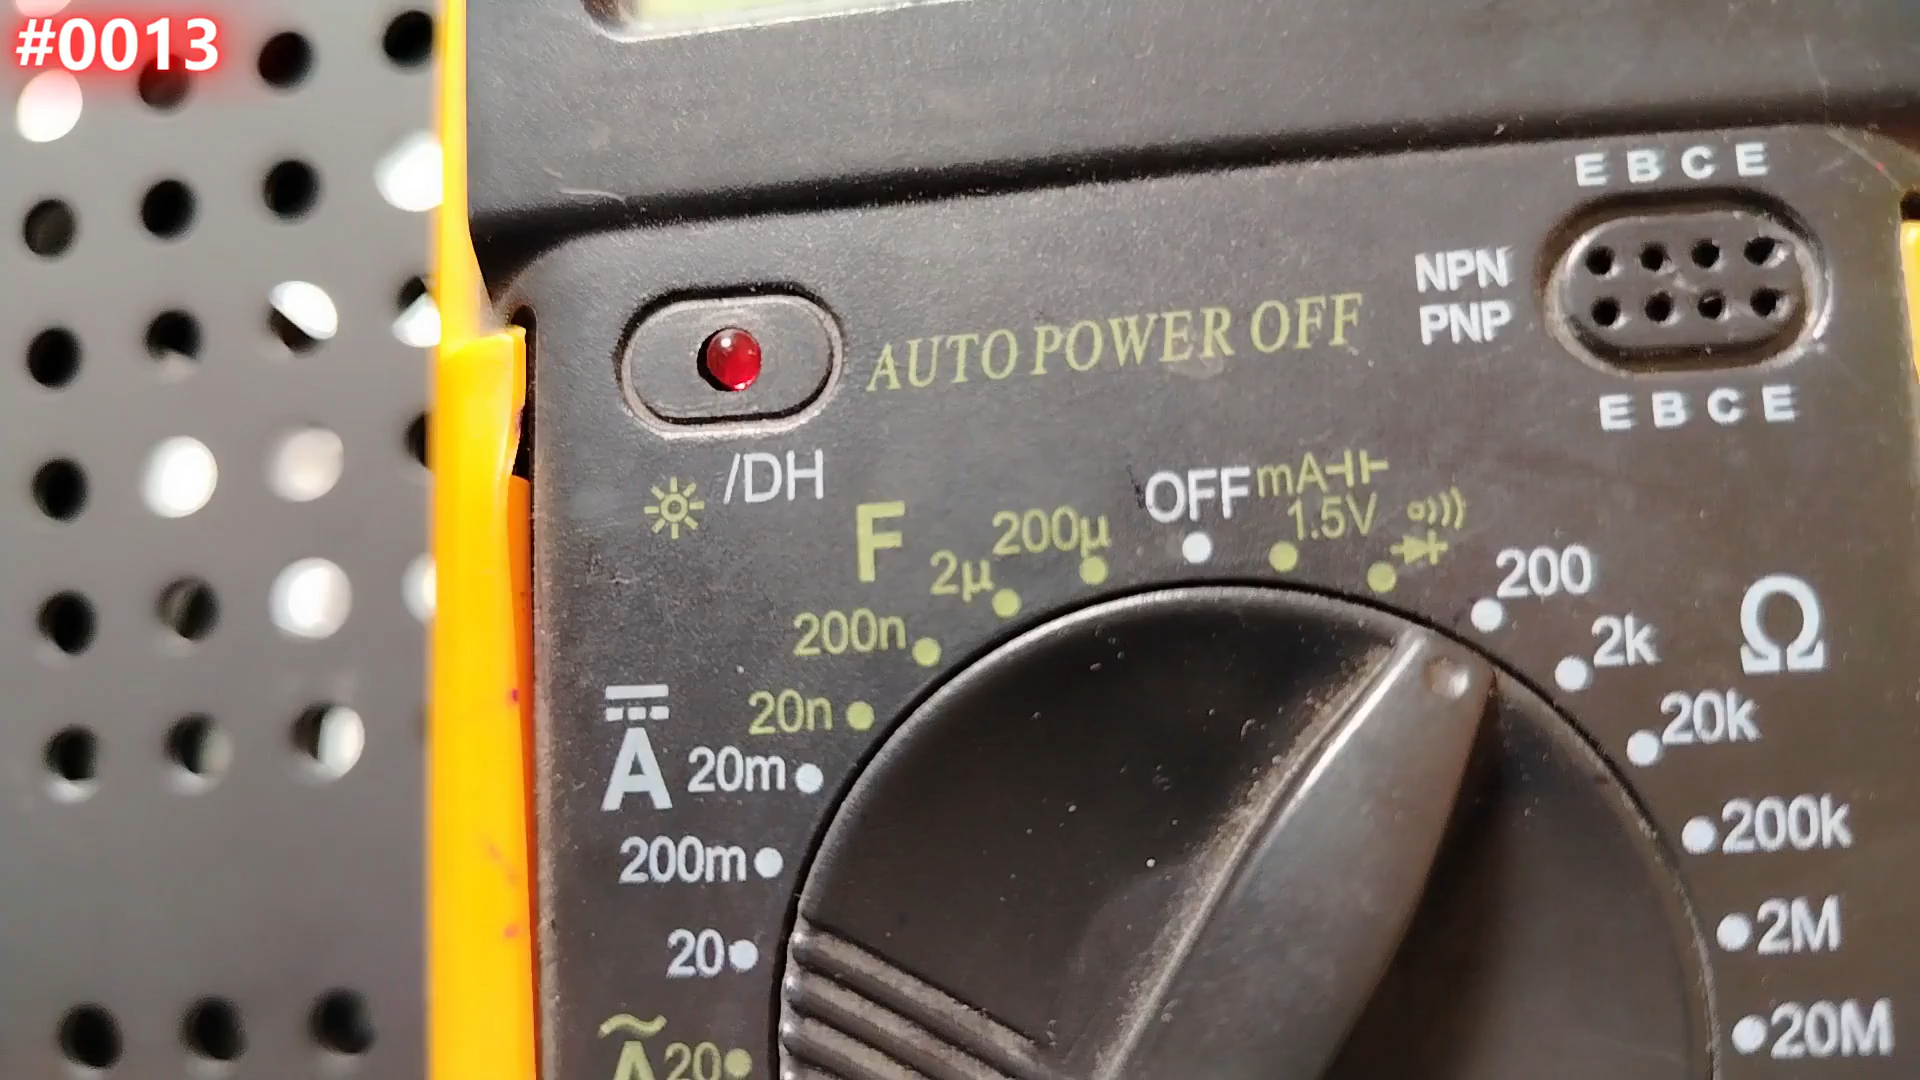 #0013
E B C E
NPN
PNP
E B C E
AUTO POWER OFF
/DH
F
200n
2µ
200µ
OFF
mA
1.5V
200
2k
20k
200k
2M
20M
Ω
20n
A
20m
200m
20
A
20